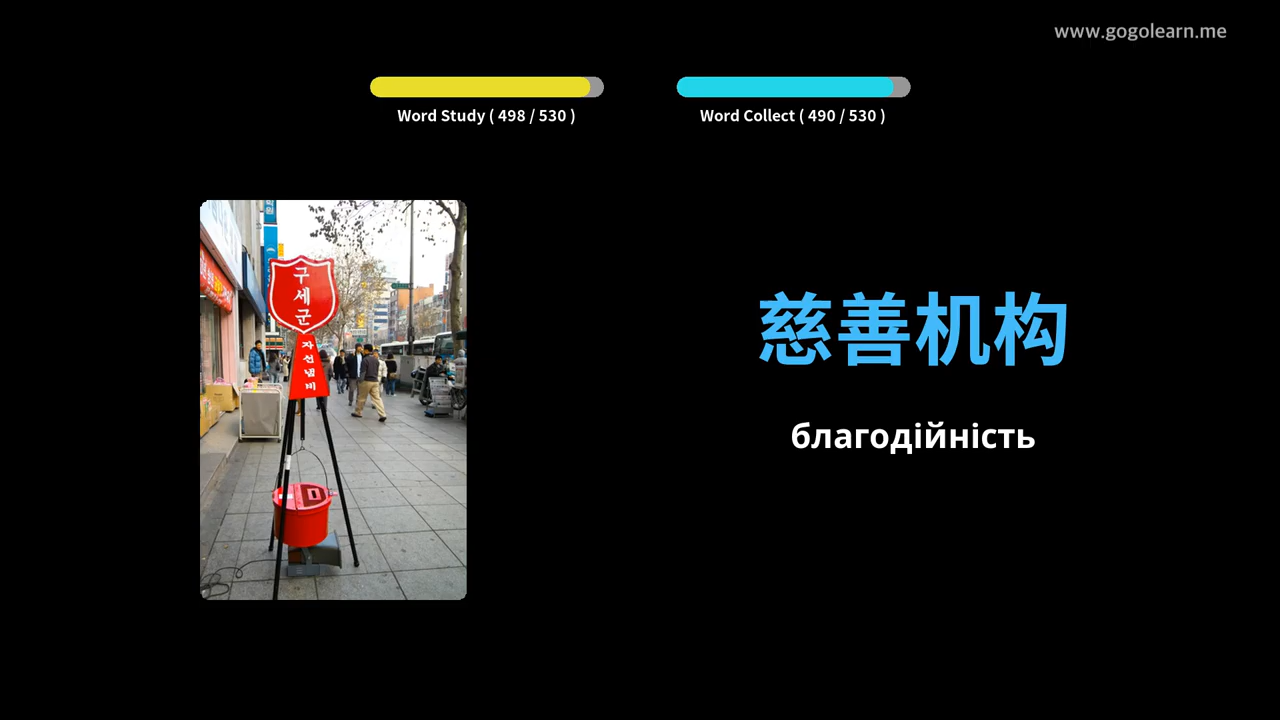 www.gogolearn.me
Word Study ( 498 / 530 )
Word Collect ( 490 / 530 )
구
세
군
자
선
냄
비
慈善机构
благодійність